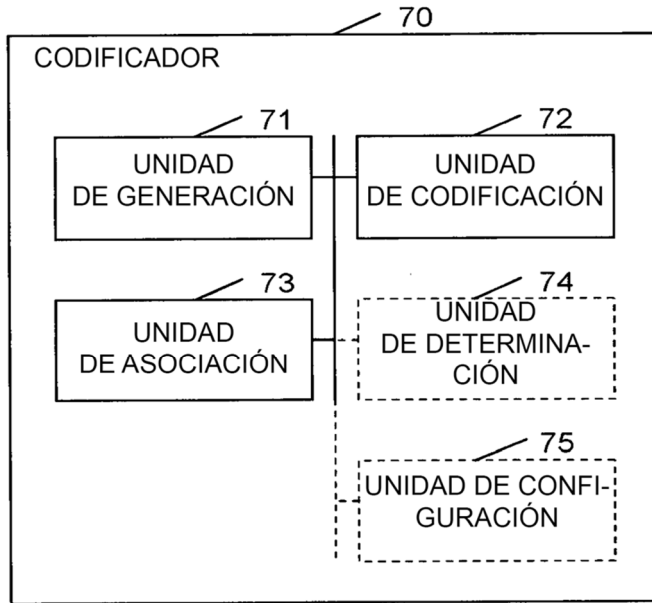 70
CODIFICADOR
71
UNIDAD
DE GENERACIÓN
72
UNIDAD
DE CODIFICACIÓN
73
UNIDAD
DE ASOCIACIÓN
74
UNIDAD
DE DETERMINA-
CIÓN
75
UNIDAD DE CONFI-
GURACIÓN